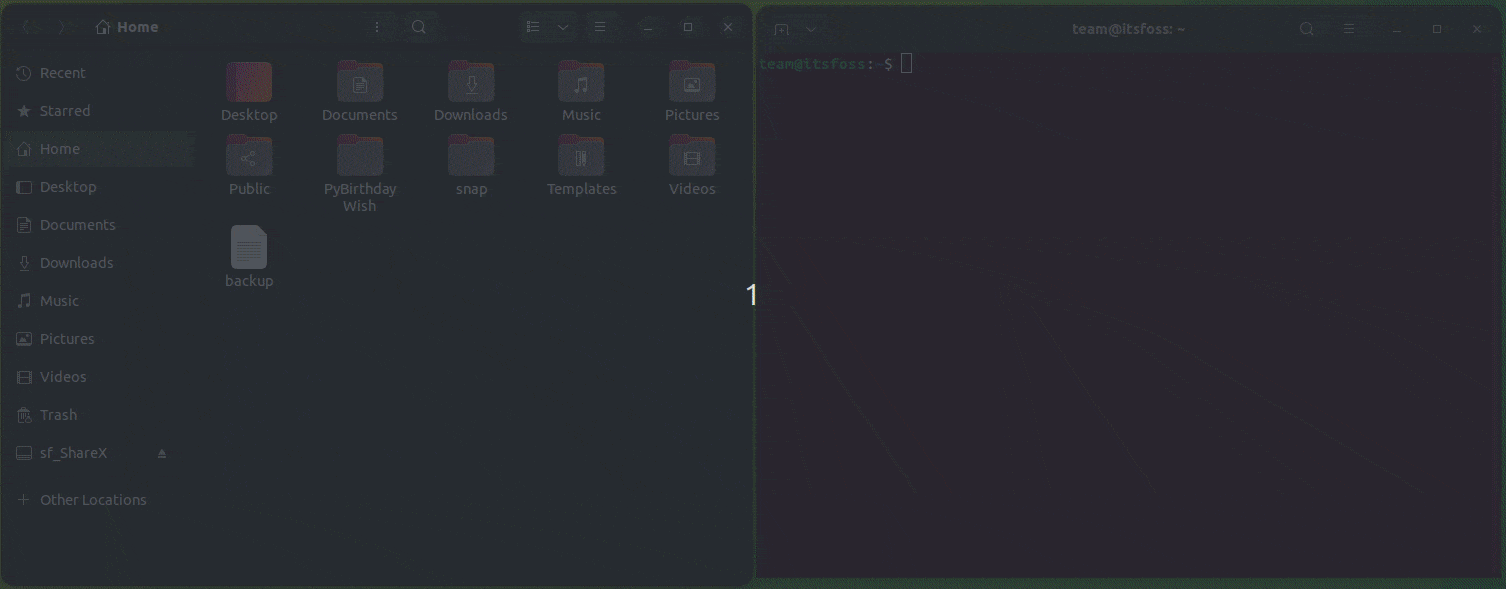 Home
Recent
Starred
Home
Desktop
Documents
Downloads
Music
Pictures
Videos
Trash
sf_ShareX
Other Locations
Desktop
Documents
Downloads
Music
Pictures
Public
PyBirthday
Wish
snap
Templates
Videos
backup
1
team@itsfoss: ~
team@itsfoss:~$